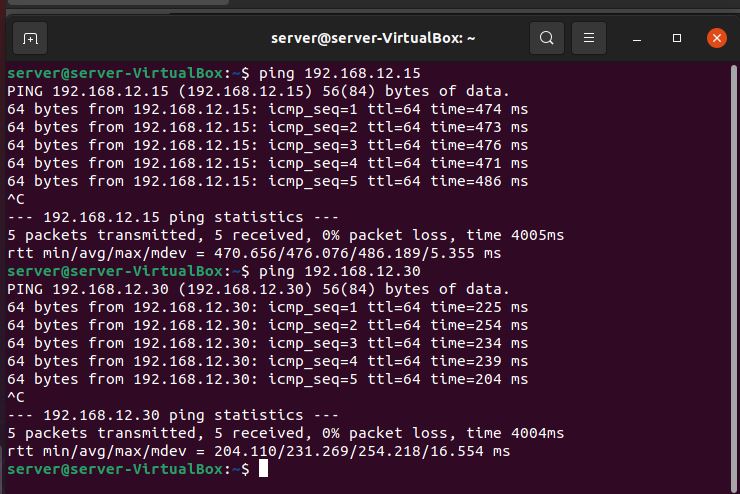 server@server-VirtualBox: ~
server@server-VirtualBox:~$ ping 192.168.12.15
PING 192.168.12.15 (192.168.12.15) 56(84) bytes of data.
64 bytes from 192.168.12.15: icmp_seq=1 ttl=64 time=474 ms
64 bytes from 192.168.12.15: icmp_seq=2 ttl=64 time=473 ms
64 bytes from 192.168.12.15: icmp_seq=3 ttl=64 time=476 ms
64 bytes from 192.168.12.15: icmp_seq=4 ttl=64 time=471 ms
64 bytes from 192.168.12.15: icmp_seq=5 ttl=64 time=486 ms
^C
--- 192.168.12.15 ping statistics ---
5 packets transmitted, 5 received, 0% packet loss, time 4005ms
rtt min/avg/max/mdev = 470.656/476.076/486.189/5.355 ms
server@server-VirtualBox:~$ ping 192.168.12.30
PING 192.168.12.30 (192.168.12.30) 56(84) bytes of data.
64 bytes from 192.168.12.30: icmp_seq=1 ttl=64 time=225 ms
64 bytes from 192.168.12.30: icmp_seq=2 ttl=64 time=254 ms
64 bytes from 192.168.12.30: icmp_seq=3 ttl=64 time=234 ms
64 bytes from 192.168.12.30: icmp_seq=4 ttl=64 time=239 ms
64 bytes from 192.168.12.30: icmp_seq=5 ttl=64 time=204 ms
^C
--- 192.168.12.30 ping statistics ---
5 packets transmitted, 5 received, 0% packet loss, time 4004ms
rtt min/avg/max/mdev = 204.110/231.269/254.218/16.554 ms
server@server-VirtualBox:~$